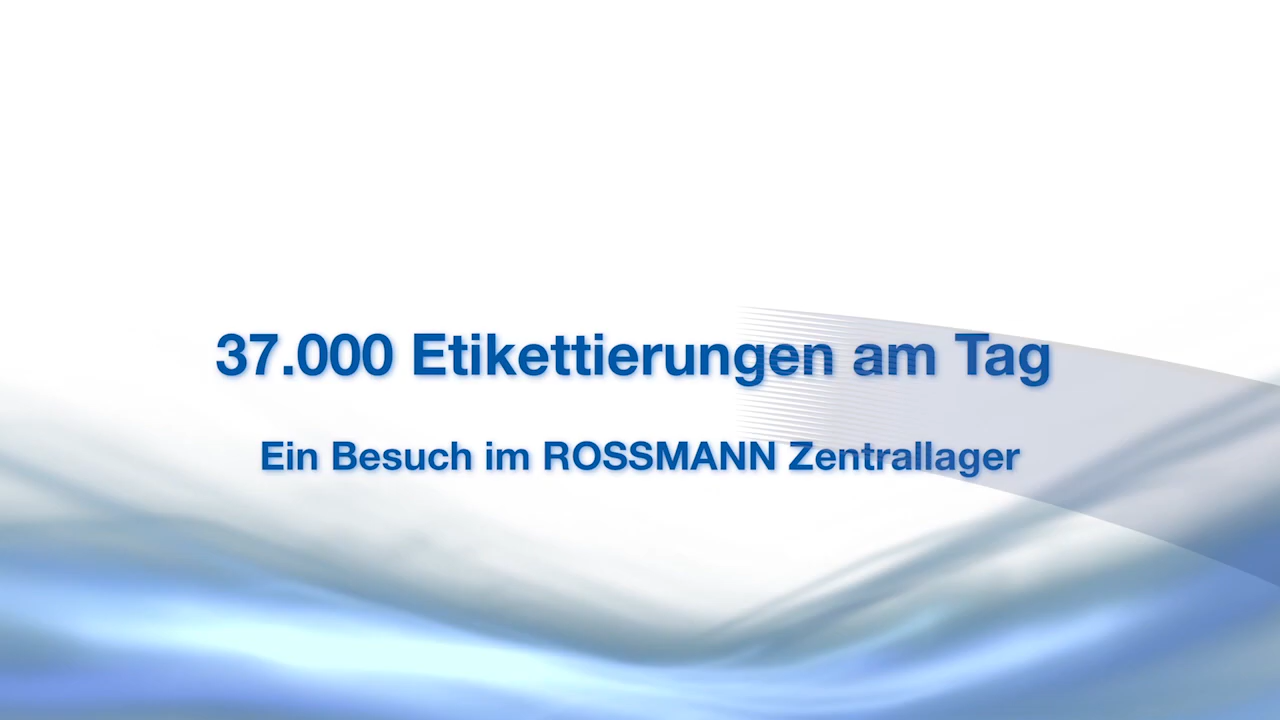 37.000 Etikettierungen am Tag
Ein Besuch im ROSSMANN Zentrallager